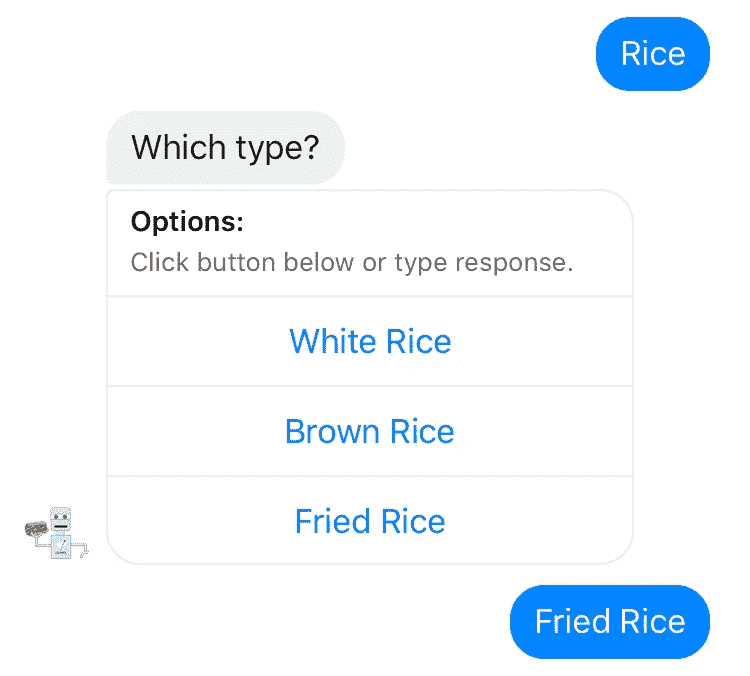 Rice
Which type?
Options:
Click button below or type response.
White Rice
Brown Rice
Fried Rice
Fried Rice